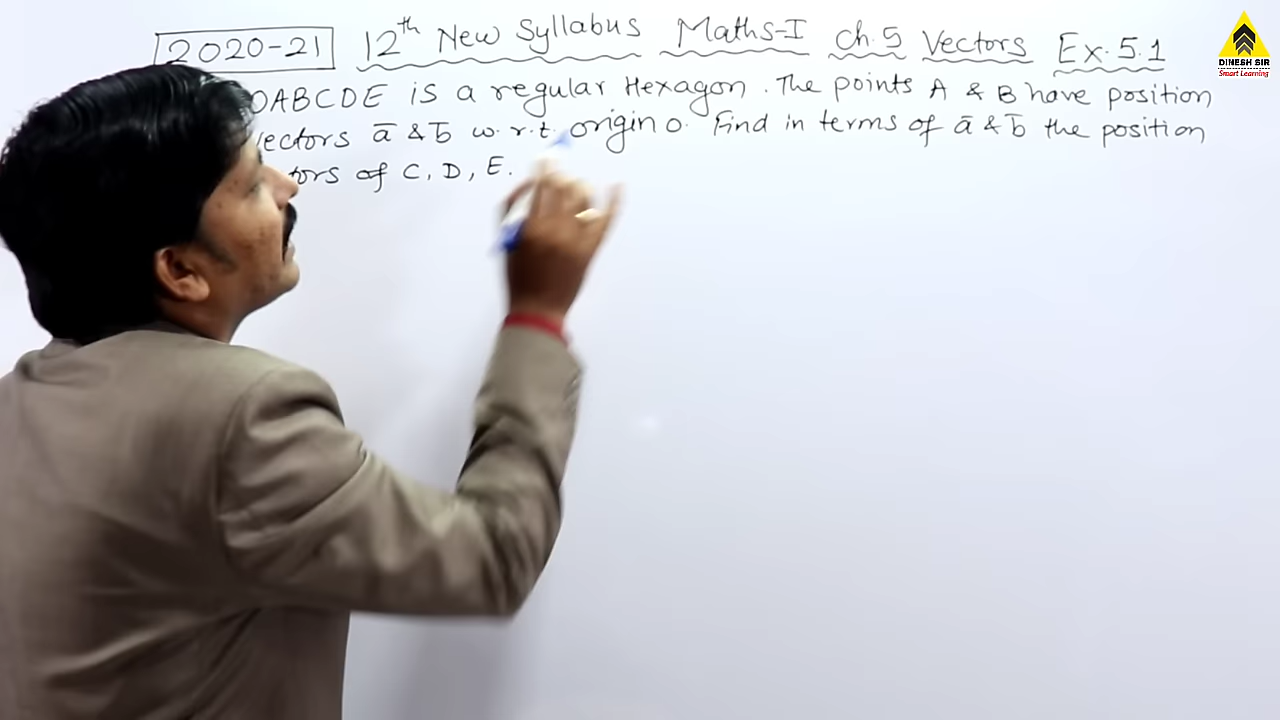 2020-21 12th New Syllabus Maths-I Ch.5 Vectors Ex.5.1
OABCDE is a regular Hexagon. The points A & B have position
vectors a̅ & b̅ w.r.t. origin o. Find in terms of a̅ & b̅ the position
tors of C, D, E.
DINESH SIR
Smart Learning